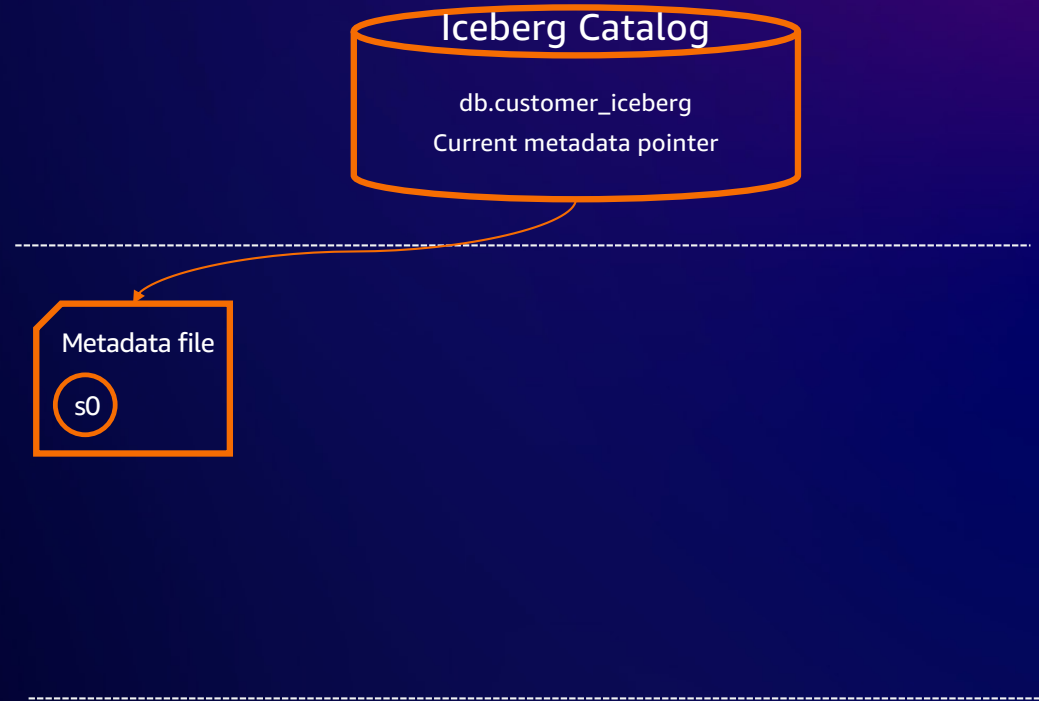 Iceberg Catalog
db.customer_iceberg
Current metadata pointer
Metadata file
s0